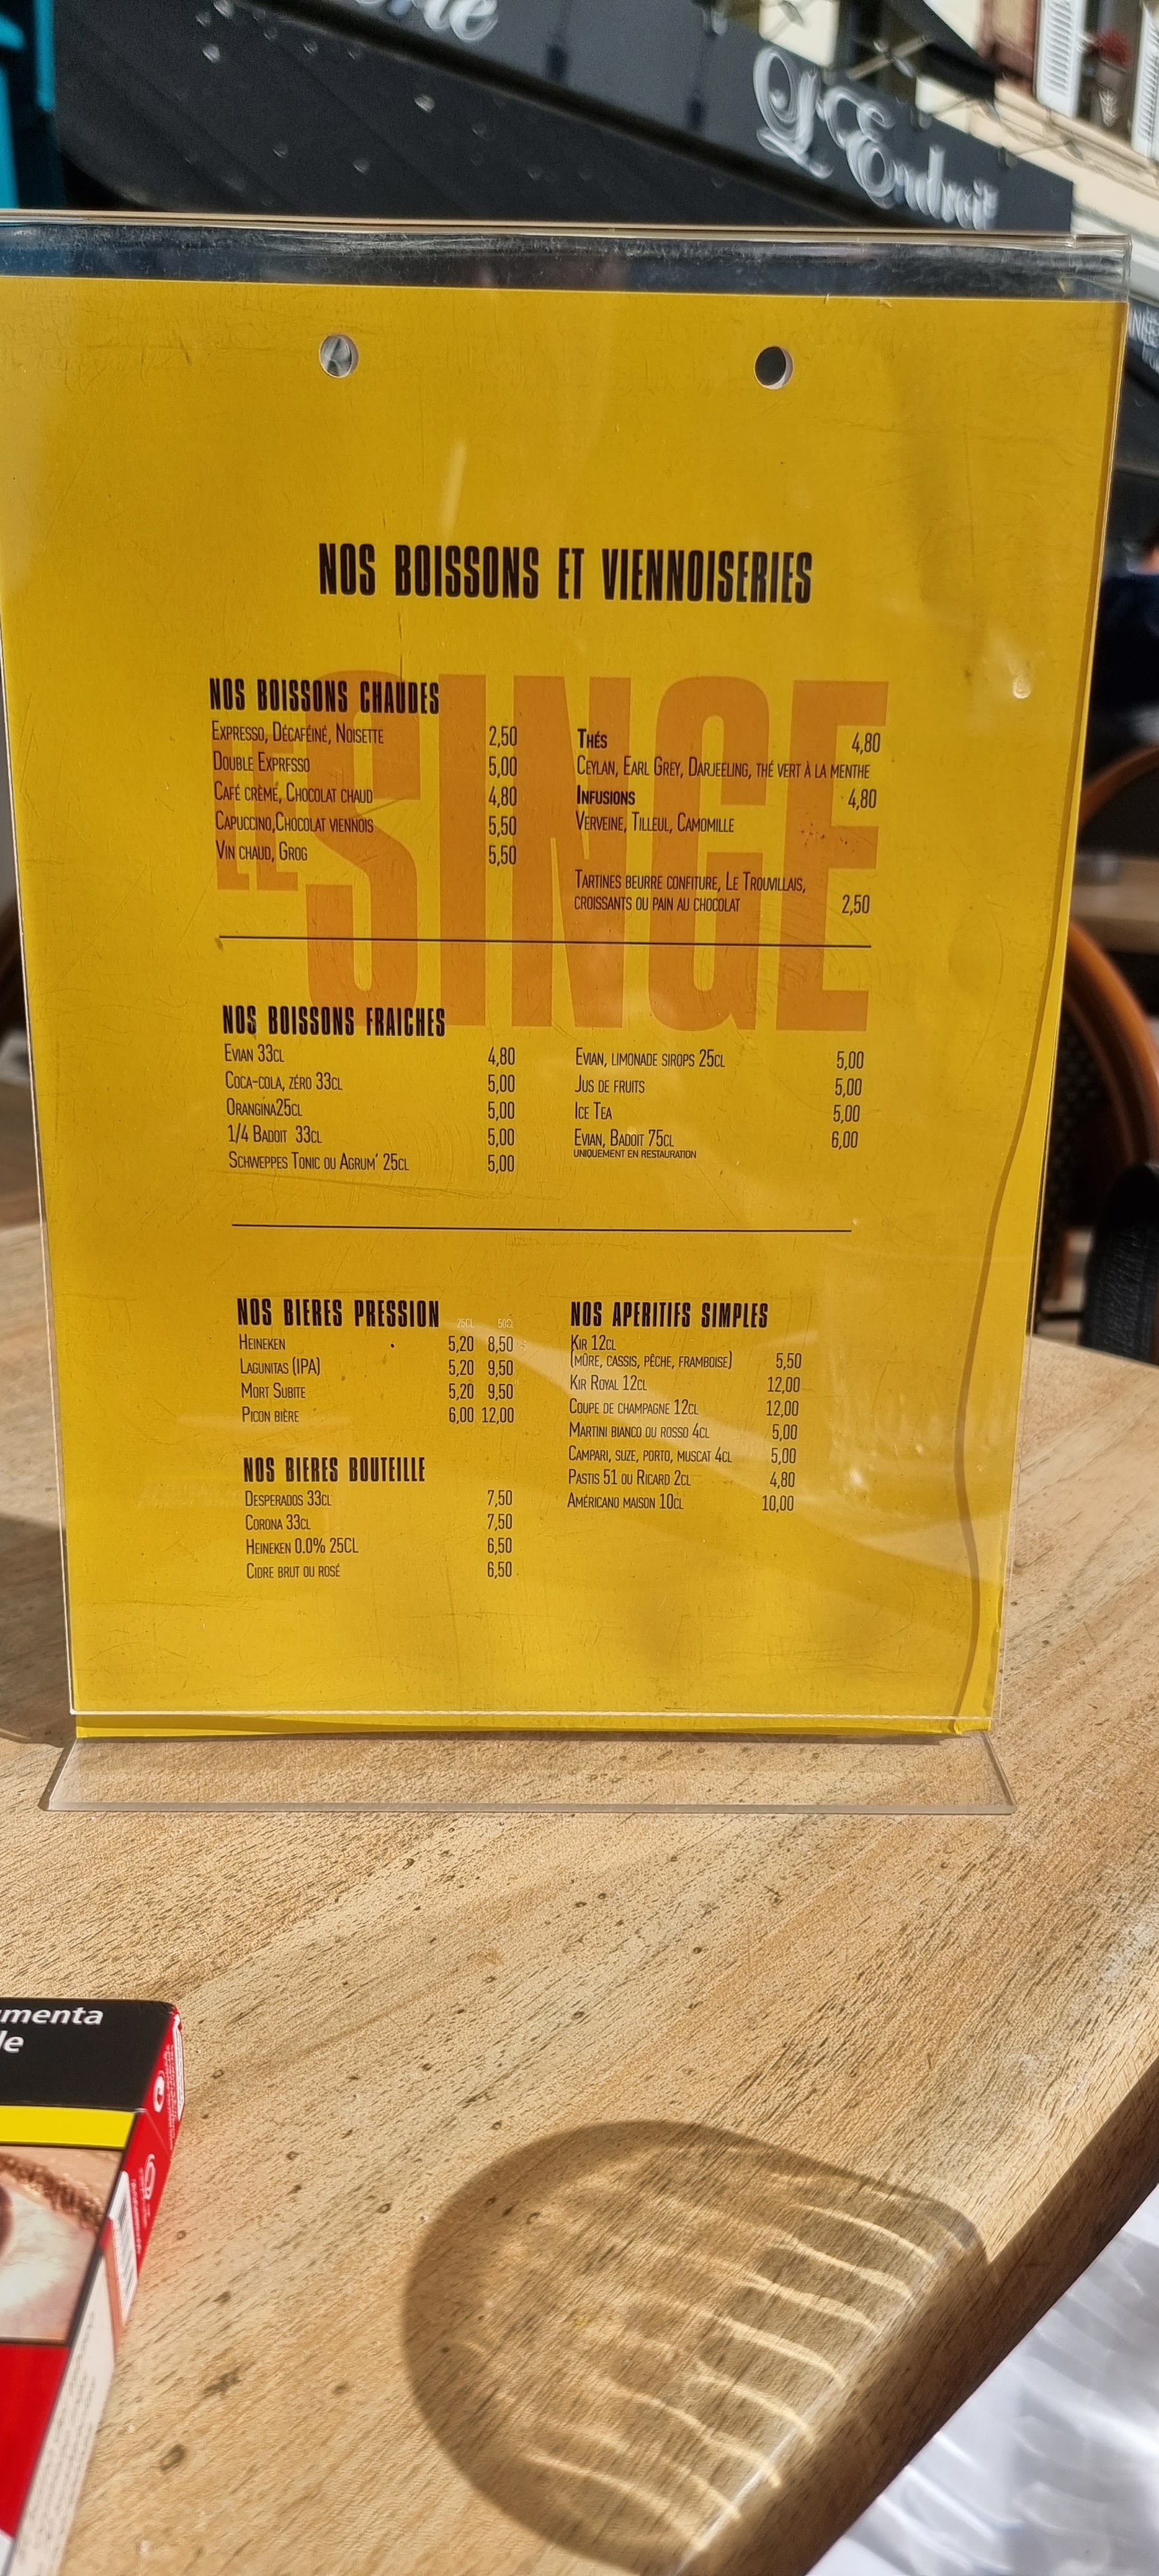 L'Endroit
NOS BOISSONS ET VIENNOISERIES
LE SINGE
NOS BOISSONS CHAUDES
EXPRESSO, DÉCAFÉINÉ, NOISETTE 2,50
DOUBLE EXPRESSO 5,00
CAFÉ CRÈME, CHOCOLAT CHAUD 4,80
CAPUCCINO,CHOCOLAT VIENNOIS 5,50
VIN CHAUD, GROG 5,50
THÉS 4,80
CEYLAN, EARL GREY, DARJEELING, THÉ VERT À LA MENTHE
INFUSIONS 4,80
VERVEINE, TILLEUL, CAMOMILLE
TARTINES BEURRE CONFITURE, LE TROUVILLAIS,
CROISSANTS OU PAIN AU CHOCOLAT 2,50
NOS BOISSONS FRAICHES
EVIAN 33CL 4,80
COCA-COLA, ZÉRO 33CL 5,00
ORANGINA25CL 5,00
1/4 BADOIT 33CL 5,00
SCHWEPPES TONIC OU AGRUM' 25CL 5,00
EVIAN, LIMONADE SIROPS 25CL 5,00
JUS DE FRUITS 5,00
ICE TEA 5,00
EVIAN, BADOIT 75CL 6,00
UNIQUEMENT EN RESTAURATION
NOS BIERES PRESSION 25CL 50CL
HEINEKEN 5,20 8,50
LAGUNITAS (IPA) 5,20 9,50
MORT SUBITE 5,20 9,50
PICON BIÈRE 6,00 12,00
NOS BIERES BOUTEILLE
DESPERADOS 33CL 7,50
CORONA 33CL 7,50
HEINEKEN 0.0% 25CL 6,50
CIDRE BRUT OU ROSÉ 6,50
NOS APERITIFS SIMPLES
KIR 12CL
(MÛRE, CASSIS, PÊCHE, FRAMBOISE) 5,50
KIR ROYAL 12CL 12,00
COUPE DE CHAMPAGNE 12CL 12,00
MARTINI BIANCO OU ROSSO 4CL 5,00
CAMPARI, SUZE, PORTO, MUSCAT 4CL 5,00
PASTIS 51 OU RICARD 2CL 4,80
AMÉRICANO MAISON 10CL 10,00
menta
le